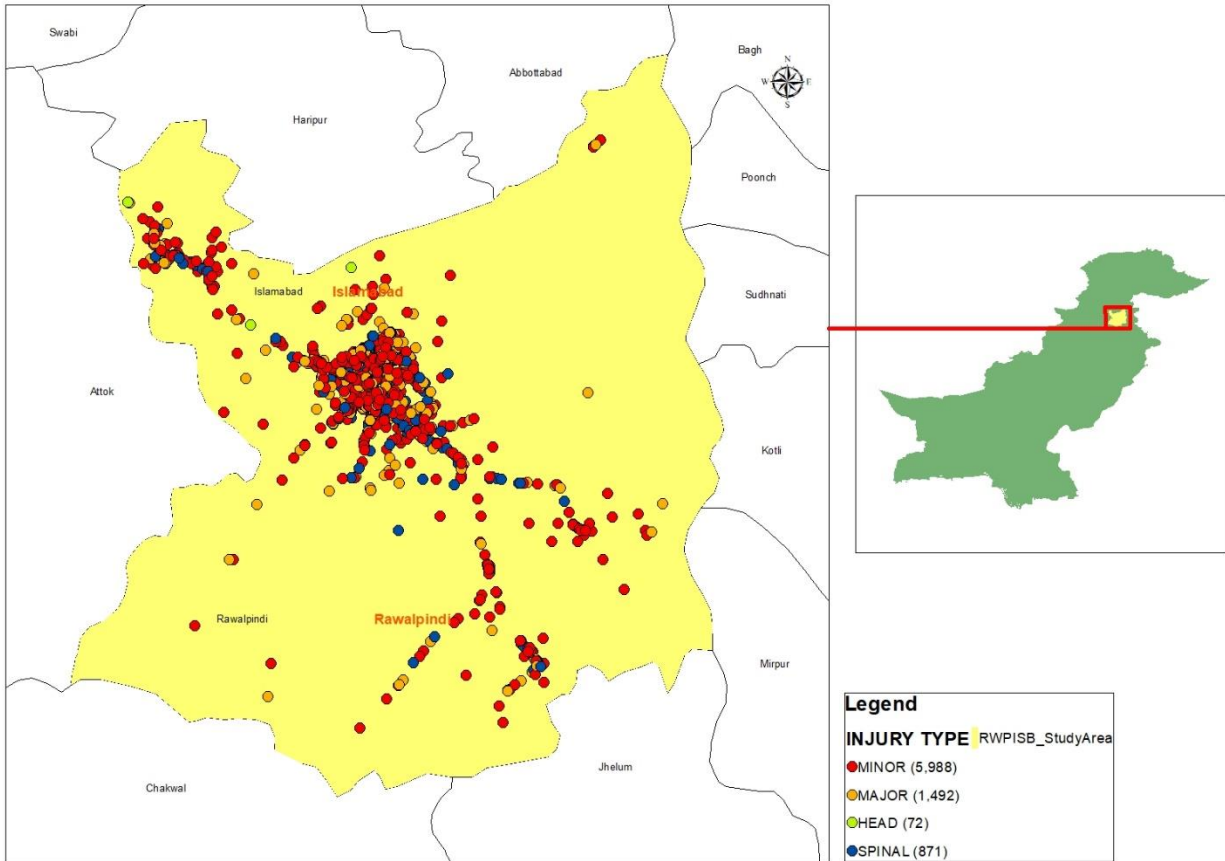 Swabi
Bagh
Abbottabad
N
W E
S
Haripur
Poonch
Islamabad
Islamabad
Sudhnati
Attok
Kotli
Rawalpindi
Rawalpindi
Mirpur
Chakwal
Jhelum
Legend
INJURY TYPE RWPISB_StudyArea
MINOR (5,988)
MAJOR (1,492)
HEAD (72)
SPINAL (871)